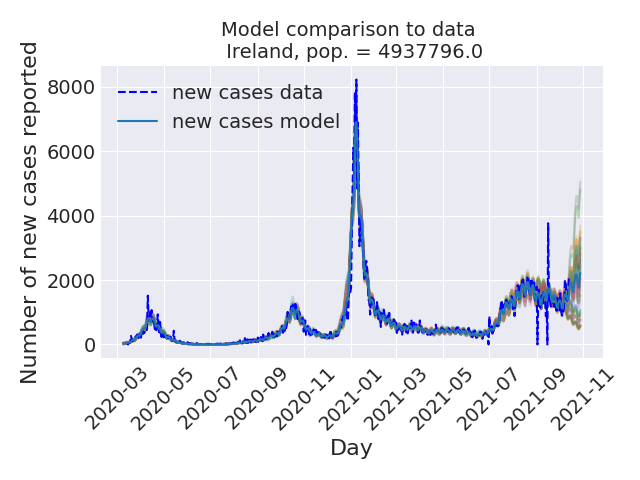 Model comparison to data
Ireland, pop. = 4937796.0
Number of new cases reported
8000
6000
4000
2000
0
new cases data
new cases model
2020-03
2020-05
2020-07
2020-09
2020-11
2021-01
2021-03
2021-05
2021-07
2021-09
2021-11
Day